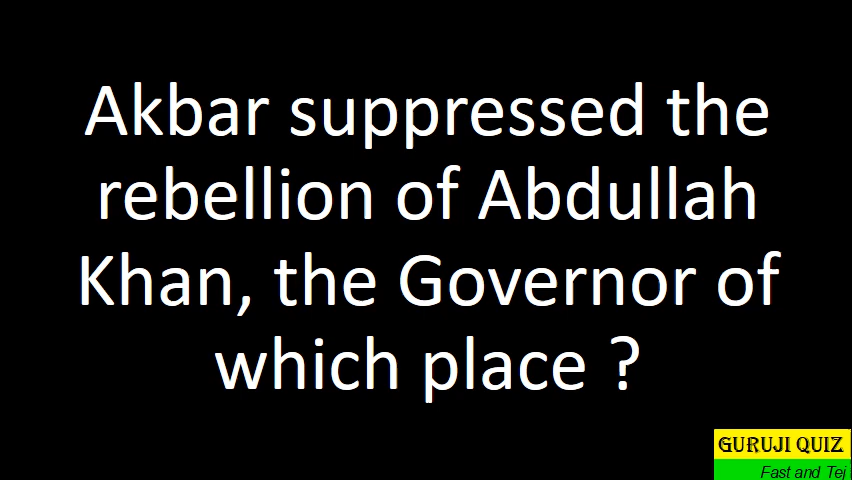 Akbar suppressed the
rebellion of Abdullah
Khan, the Governor of
which place ?
GURUJI QUIZ
Fast and Tej